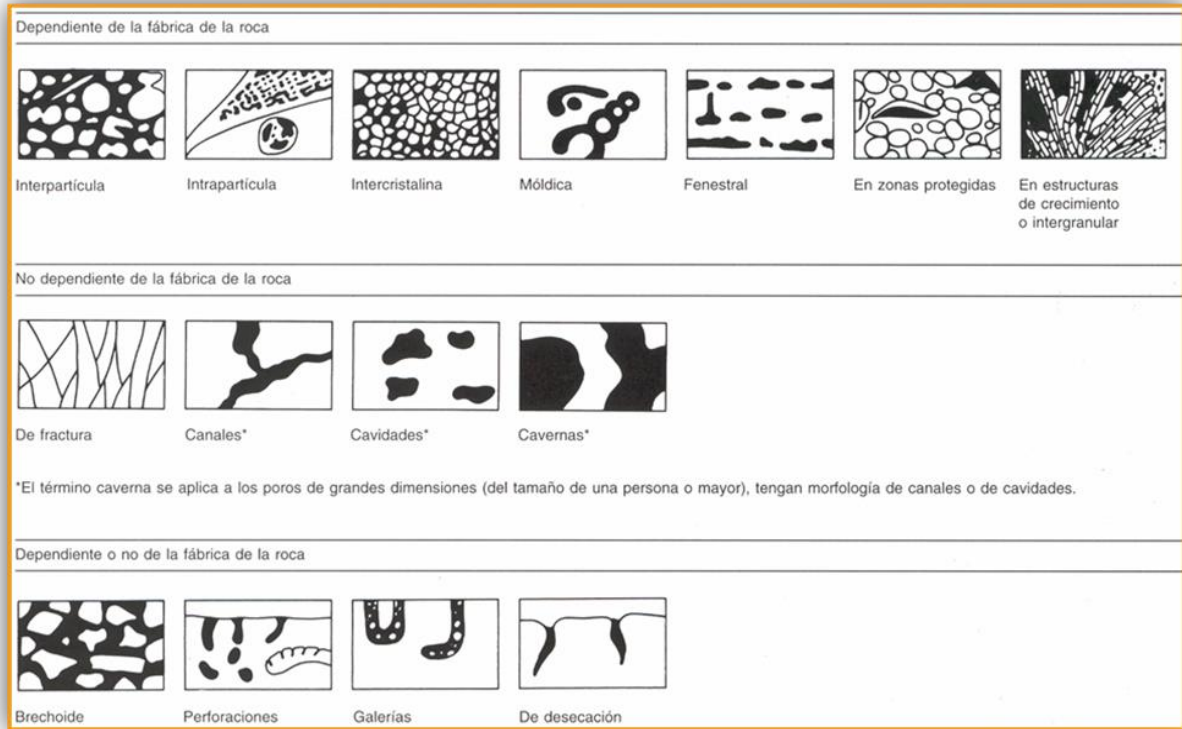 Dependiente de la fábrica de la roca
Interpartícula
Intrapartícula
Intercristalina
Móldica
Fenestral
En zonas protegidas
En estructuras
de crecimiento
o intergranular
No dependiente de la fábrica de la roca
De fractura
Canales*
Cavidades*
Cavernas*
*El término caverna se aplica a los poros de grandes dimensiones (del tamaño de una persona o mayor), tengan morfología de canales o de cavidades.
Dependiente o no de la fábrica de la roca
Brechoide
Perforaciones
Galerías
De desecación